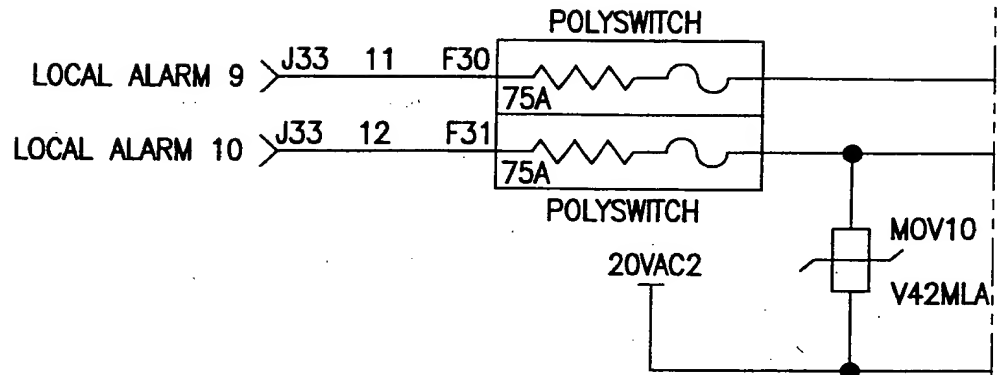 POLYSWITCH
LOCAL ALARM 9 J33 11 F30
75A
LOCAL ALARM 10 J33 12 F31
75A
POLYSWITCH
MOV10
20VAC2
V42MLA